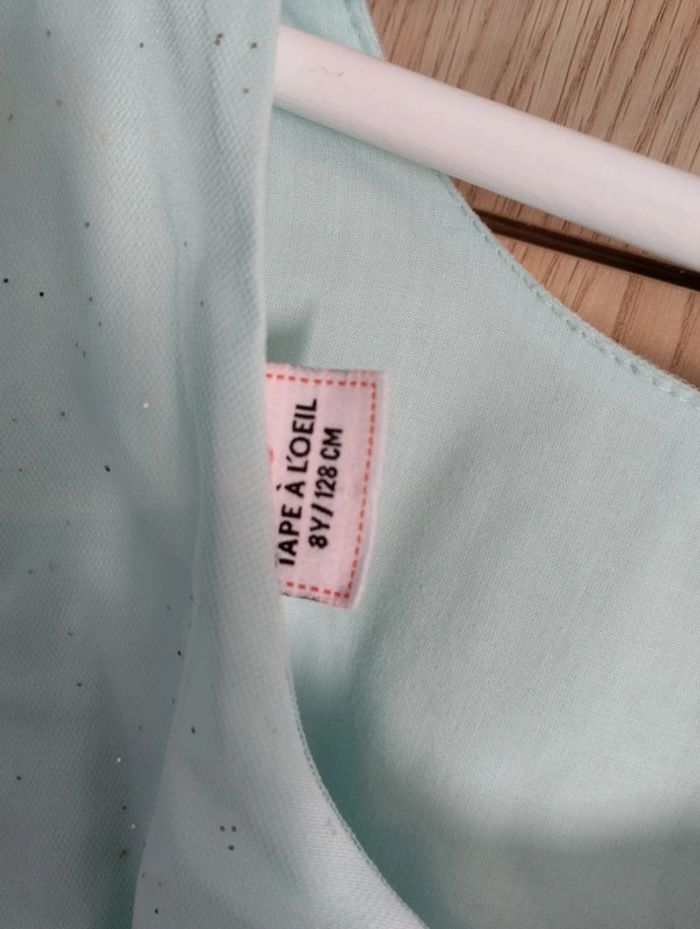 TAPE À L'OEIL
8Y/128 CM